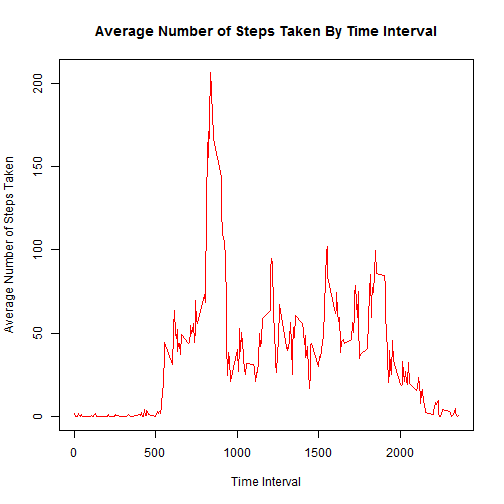 Average Number of Steps Taken By Time Interval
Average Number of Steps Taken
200
150
100
50
0
0 500 1000 1500 2000
Time Interval